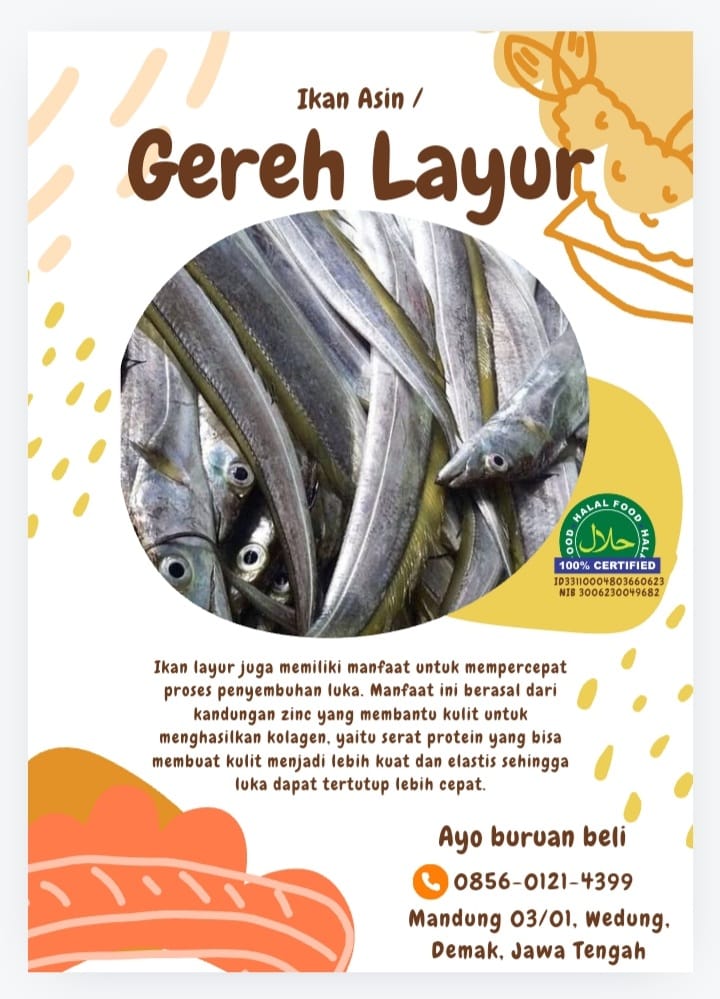 Ikan Asin /
Gereh Layur
HALAL FOOD
حلال
100% CERTIFIED
ID33110004803660623
NIB 3006230049682
Ikan layur juga memiliki manfaat untuk mempercepat
proses penyembuhan luka. Manfaat ini berasal dari
kandungan zinc yang membantu kulit untuk
menghasilkan kolagen, yaitu serat protein yang bisa
membuat kulit menjadi lebih kuat dan elastis sehingga
luka dapat tertutup lebih cepat.
Ayo buruan beli
0856-0121-4399
Mandung 03/01, Wedung,
Demak, Jawa Tengah